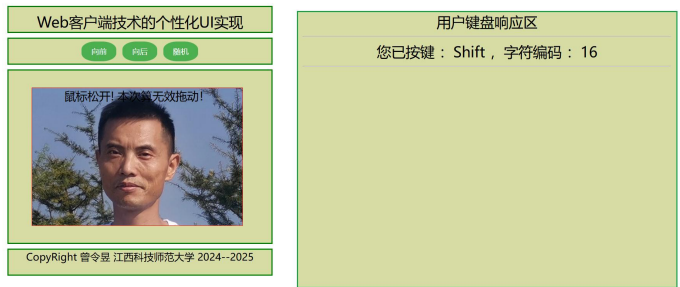 Web客户端技术的个性化UI实现
向前 向后 随机
鼠标松开! 本次算无效拖动!
CopyRight 曾令昱 江西科技师范大学 2024--2025
用户键盘响应区
您已按键： Shift ，字符编码： 16